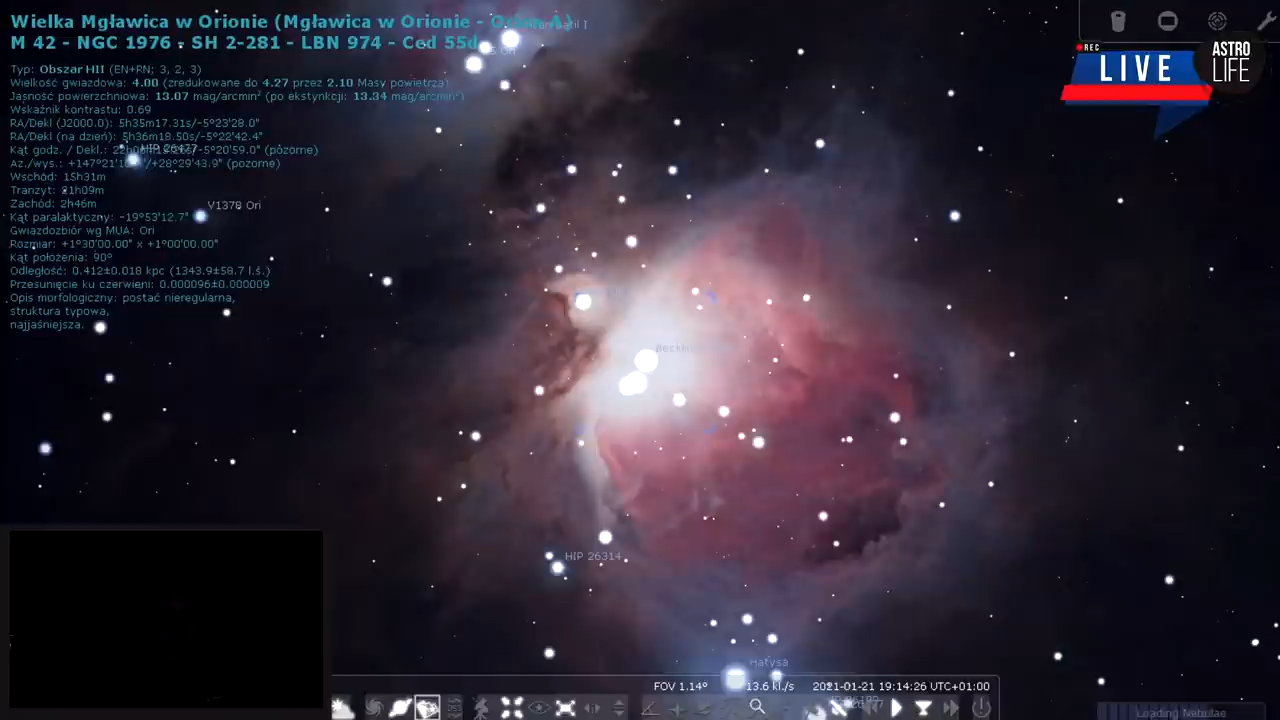 Wielka Mgławica w Orionie (Mgławica w Orionie - Orion A)
M 42 - NGC 1976 - SH 2-281 - LBN 974 - Ced 55d
Typ: Obszar HII (EN+RN; 3, 2, 3)
Wielkość gwiazdowa: 4.00 (zredukowane do 4.27 przez 2.10 Masy powietrza)
Jasność powierzchniowa: 13.07 mag/arcmin² (po ekstynkcji: 13.34 mag/arcmin²)
Wskaźnik kontrastu: 0.69
RA/Dekl (J2000.0): 5h35m17.31s/-5°23'28.0"
RA/Dekl (na dzień): 5h36m18.50s/-5°22'42.4"
Kąt godz. / Dekl.: /-5°20'59.0" (pozorne)
Az./wys.: /+28°29'43.9" (pozorne)
Wschód: 15h31m
Tranzyt: 21h09m
Zachód: 2h46m
Kąt paralaktyczny: -19°53'12.7"
Gwiazdozbiór wg MUA: Ori
Rozmiar: +1°30'00.00" x +1°00'00.00"
Kąt położenia: 90°
Odległość: 0.412±0.018 kpc (1343.9±58.7 l.ś.)
Przesunięcie ku czerwieni: 0.000096±0.000009
Opis morfologiczny: postać nieregularna,
struktura typowa,
najjaśniejsza.
REC
LIVE
ASTRO
LIFE
HIP 26477
V1378 Ori
HIP 26314
Hatysa
FOV 1.14° 13.6 kl./s 2021-01-21 19:14:26 UTC+01:00
Loading Nebulae